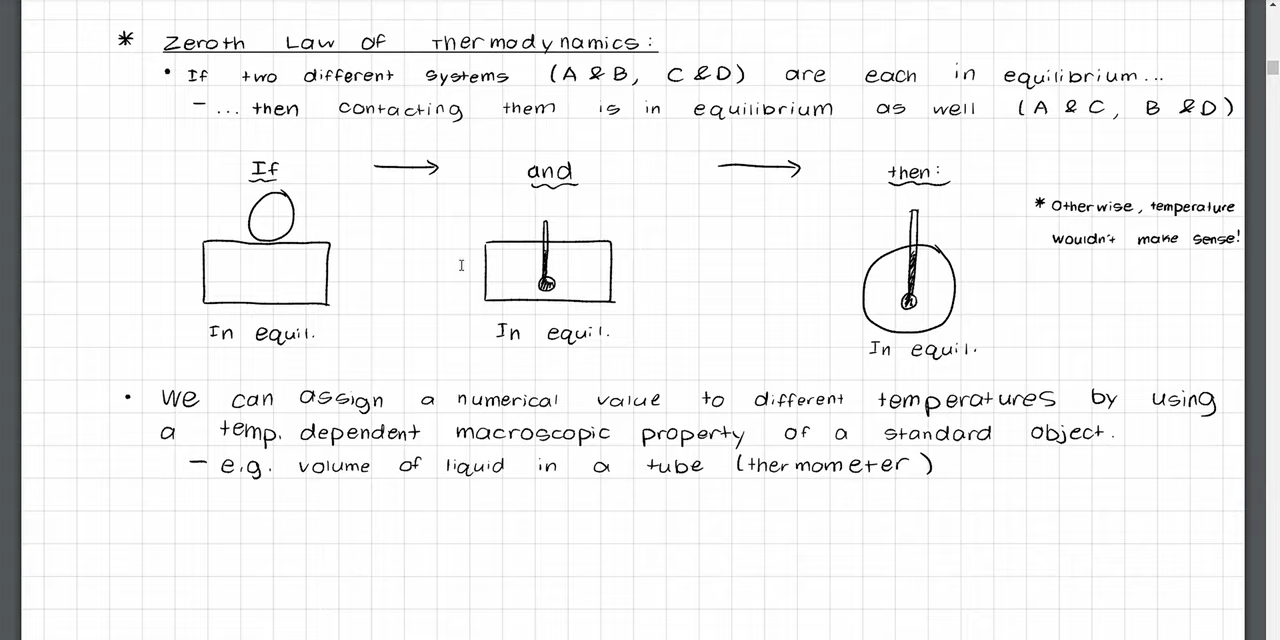 * Zeroth Law of Thermodynamics:
• If two different systems (A & B, C & D) are each in equilibrium...
- ... then contacting them is in equilibrium as well (A & C, B & D)
If → and → then:
* Otherwise, temperature
wouldn't make sense!
In equil. In equil. In equil.
• We can assign a numerical value to different temperatures by using
a temp. dependent macroscopic property of a standard object.
- e.g. volume of liquid in a tube (thermometer)